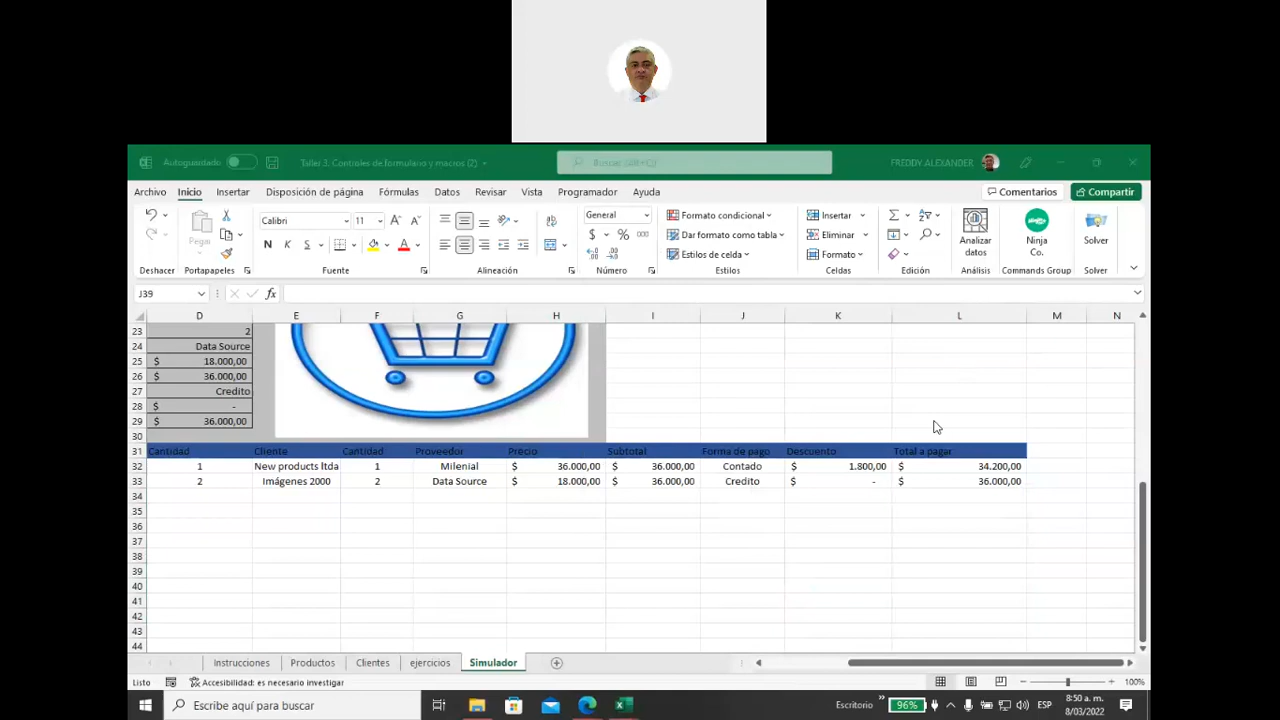 Autoguardado
Taller 3. Controles de formulario y macros (2)
Buscar (Alt+Q)
FREDDY ALEXANDER
Archivo Inicio Insertar Disposición de página Fórmulas Datos Revisar Vista Programador Ayuda Comentarios Compartir
Pegar Calibri 11 General Formato condicional Insertar
N K S $ % 000 Dar formato como tabla Eliminar Analizar datos Ninja Co. Solver
Estilos de celda Formato
Deshacer Portapapeles Fuente Alineación Número Estilos Celdas Edición Análisis Commands Group Solver
J39 fx
D E F G H I J K L M N
23 2
24 Data Source
25 $ 18.000,00
26 $ 36.000,00
27 Credito
28 $ -
29 $ 36.000,00
30
31 Cantidad Cliente Cantidad Proveedor Precio Subtotal Forma de pago Descuento Total a pagar
32 1 New products ltda 1 Milenial $ 36.000,00 $ 36.000,00 Contado $ 1.800,00 $ 34.200,00
33 2 Imágenes 2000 2 Data Source $ 18.000,00 $ 36.000,00 Credito $ - $ 36.000,00
34
35
36
37
38
39
40
41
42
43
44
Instrucciones Productos Clientes ejercicios Simulador
Listo Accesibilidad: es necesario investigar 100%
Escribe aquí para buscar Escritorio 96% ESP 8:50 a. m.
8/03/2022